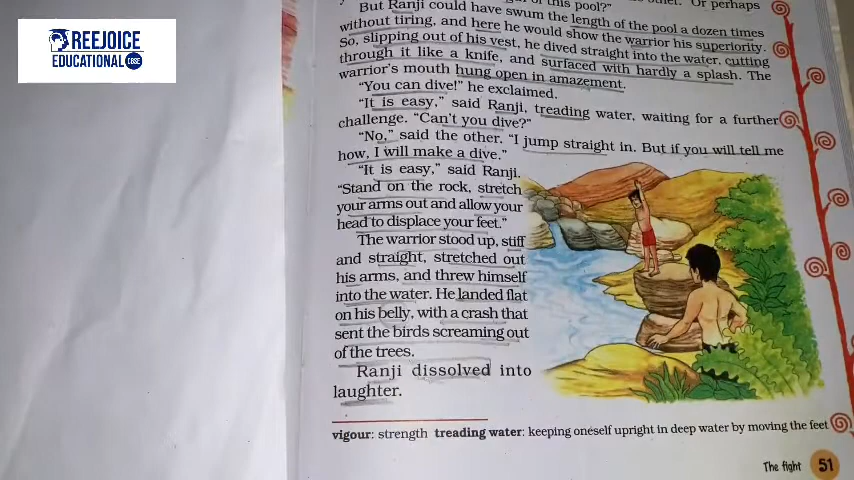 REEJOICE
EDUCATIONAL CBSE
of this pool?" Or perhaps
But Ranji could have swum the length of the pool a dozen times
without tiring, and here he would show the warrior his superiority.
So, slipping out of his vest, he dived straight into the water, cutting
through it like a knife, and surfaced with hardly a splash. The
warrior's mouth hung open in amazement.
"You can dive!" he exclaimed.
"It is easy," said Ranji, treading water, waiting for a further
challenge. "Can't you dive?"
"No," said the other. "I jump straight in. But if you will tell me
how, I will make a dive."
"It is easy," said Ranji.
"Stand on the rock, stretch
your arms out and allow your
head to displace your feet."
The warrior stood up, stiff
and straight, stretched out
his arms, and threw himself
into the water. He landed flat
on his belly, with a crash that
sent the birds screaming out
of the trees.
Ranji dissolved into
laughter.
vigour: strength treading water: keeping oneself upright in deep water by moving the feet
The fight 51